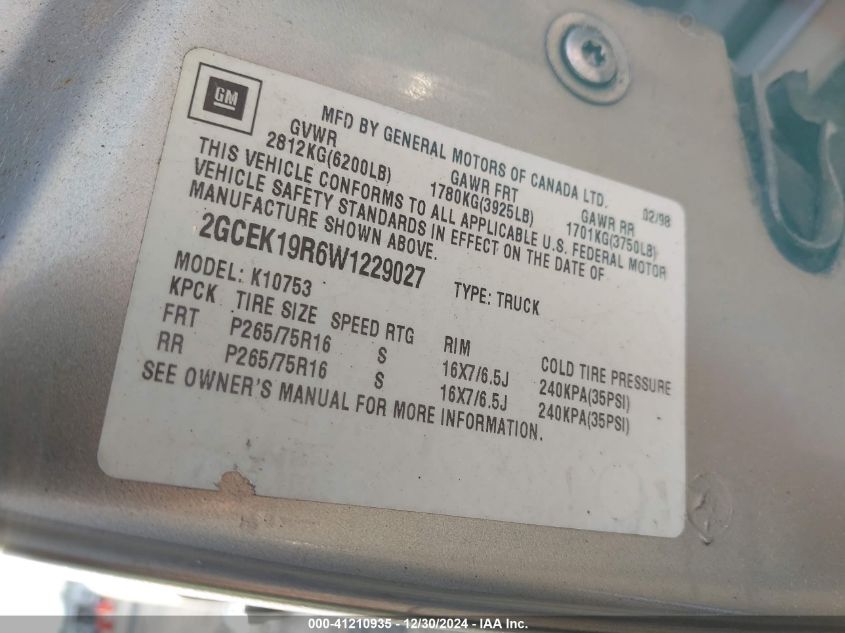 GM
MFD BY GENERAL MOTORS OF CANADA LTD. 02/98
GVWR GAWR FRT GAWR RR
2812KG(6200LB) 1780KG(3925LB) 1701KG(3750LB)
THIS VEHICLE CONFORMS TO ALL APPLICABLE U.S. FEDERAL MOTOR
VEHICLE SAFETY STANDARDS IN EFFECT ON THE DATE OF
MANUFACTURE SHOWN ABOVE.
2GCEK19R6W1229027 TYPE: TRUCK
MODEL: K10753
KPCK TIRE SIZE SPEED RTG RIM COLD TIRE PRESSURE
FRT P265/75R16 S 16X7/6.5J 240KPA(35PSI)
RR P265/75R16 S 16X7/6.5J 240KPA(35PSI)
SEE OWNER'S MANUAL FOR MORE INFORMATION.
000-41210935 - 12/30/2024 - IAA Inc.